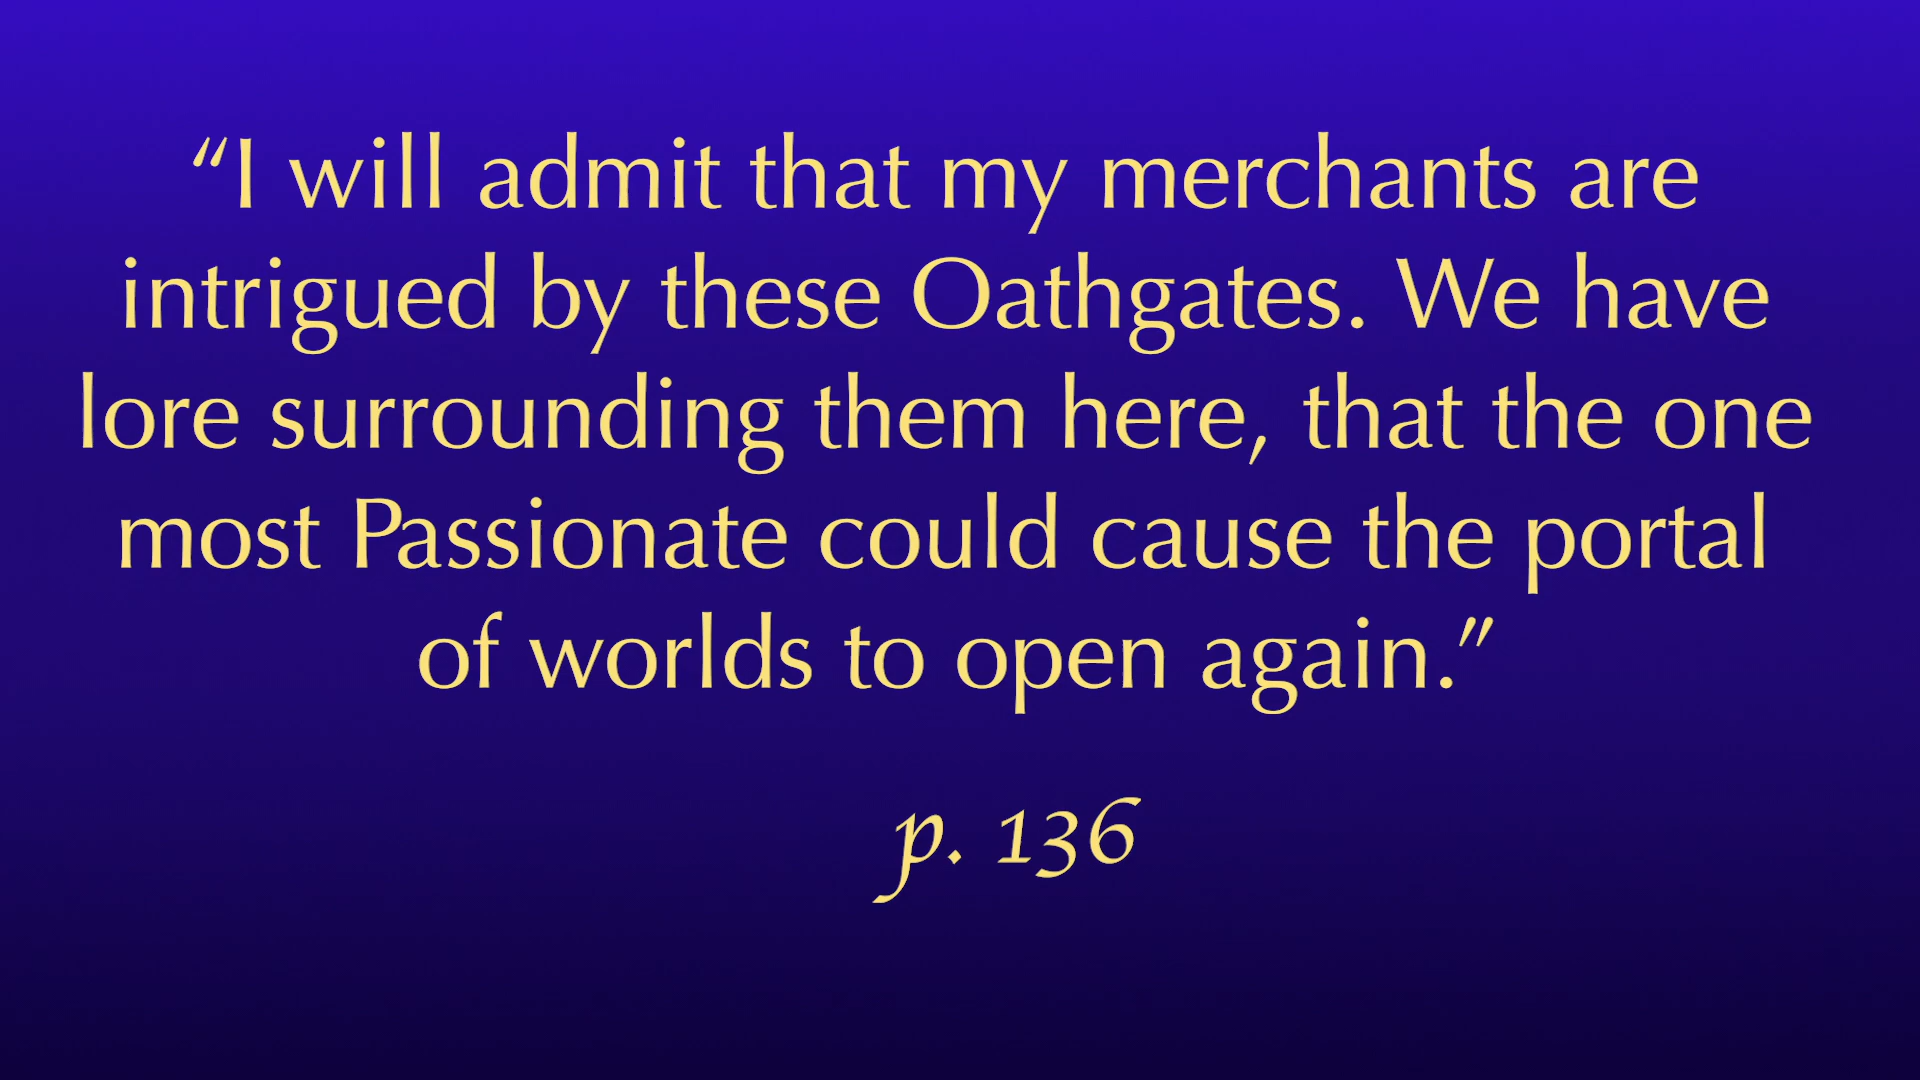 “I will admit that my merchants are
intrigued by these Oathgates. We have
lore surrounding them here, that the one
most Passionate could cause the portal
of worlds to open again.”
p. 136